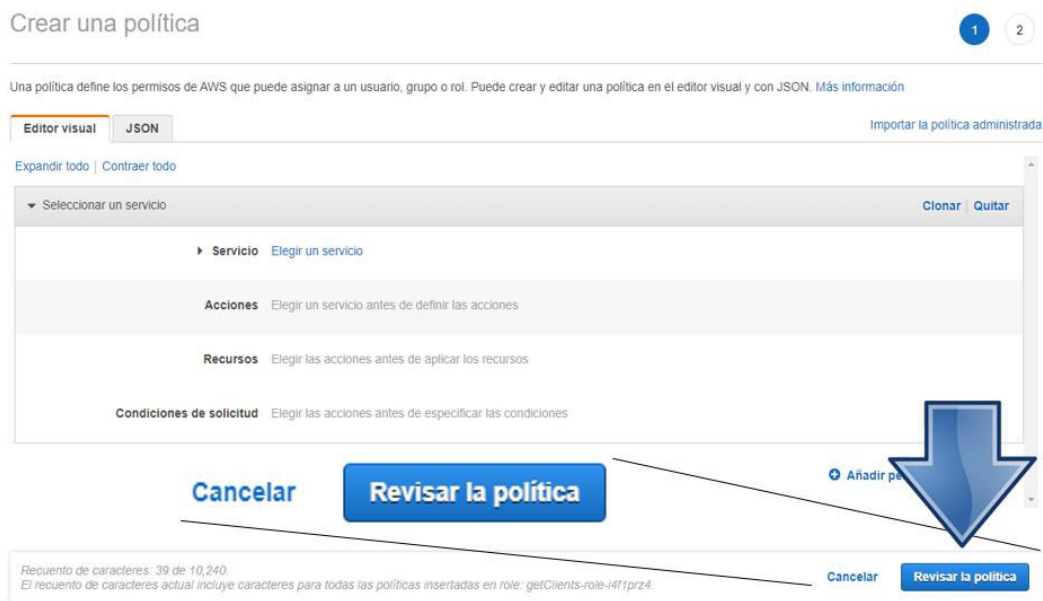 Crear una política
1 2
Una política define los permisos de AWS que puede asignar a un usuario, grupo o rol. Puede crear y editar una política en el editor visual y con JSON. Más información
Editor visual JSON Importar la política administrada
Expandir todo | Contraer todo
Seleccionar un servicio Clonar | Quitar
Servicio Elegir un servicio
Acciones Elegir un servicio antes de definir las acciones
Recursos Elegir las acciones antes de aplicar los recursos
Condiciones de solicitud Elegir las acciones antes de especificar las condiciones
Añadir
Cancelar Revisar la política
Recuento de caracteres: 39 de 10,240.
El recuento de caracteres actual incluye caracteres para todas las políticas insertadas en role: getClients-role-i4f1prz4.
Cancelar Revisar la política